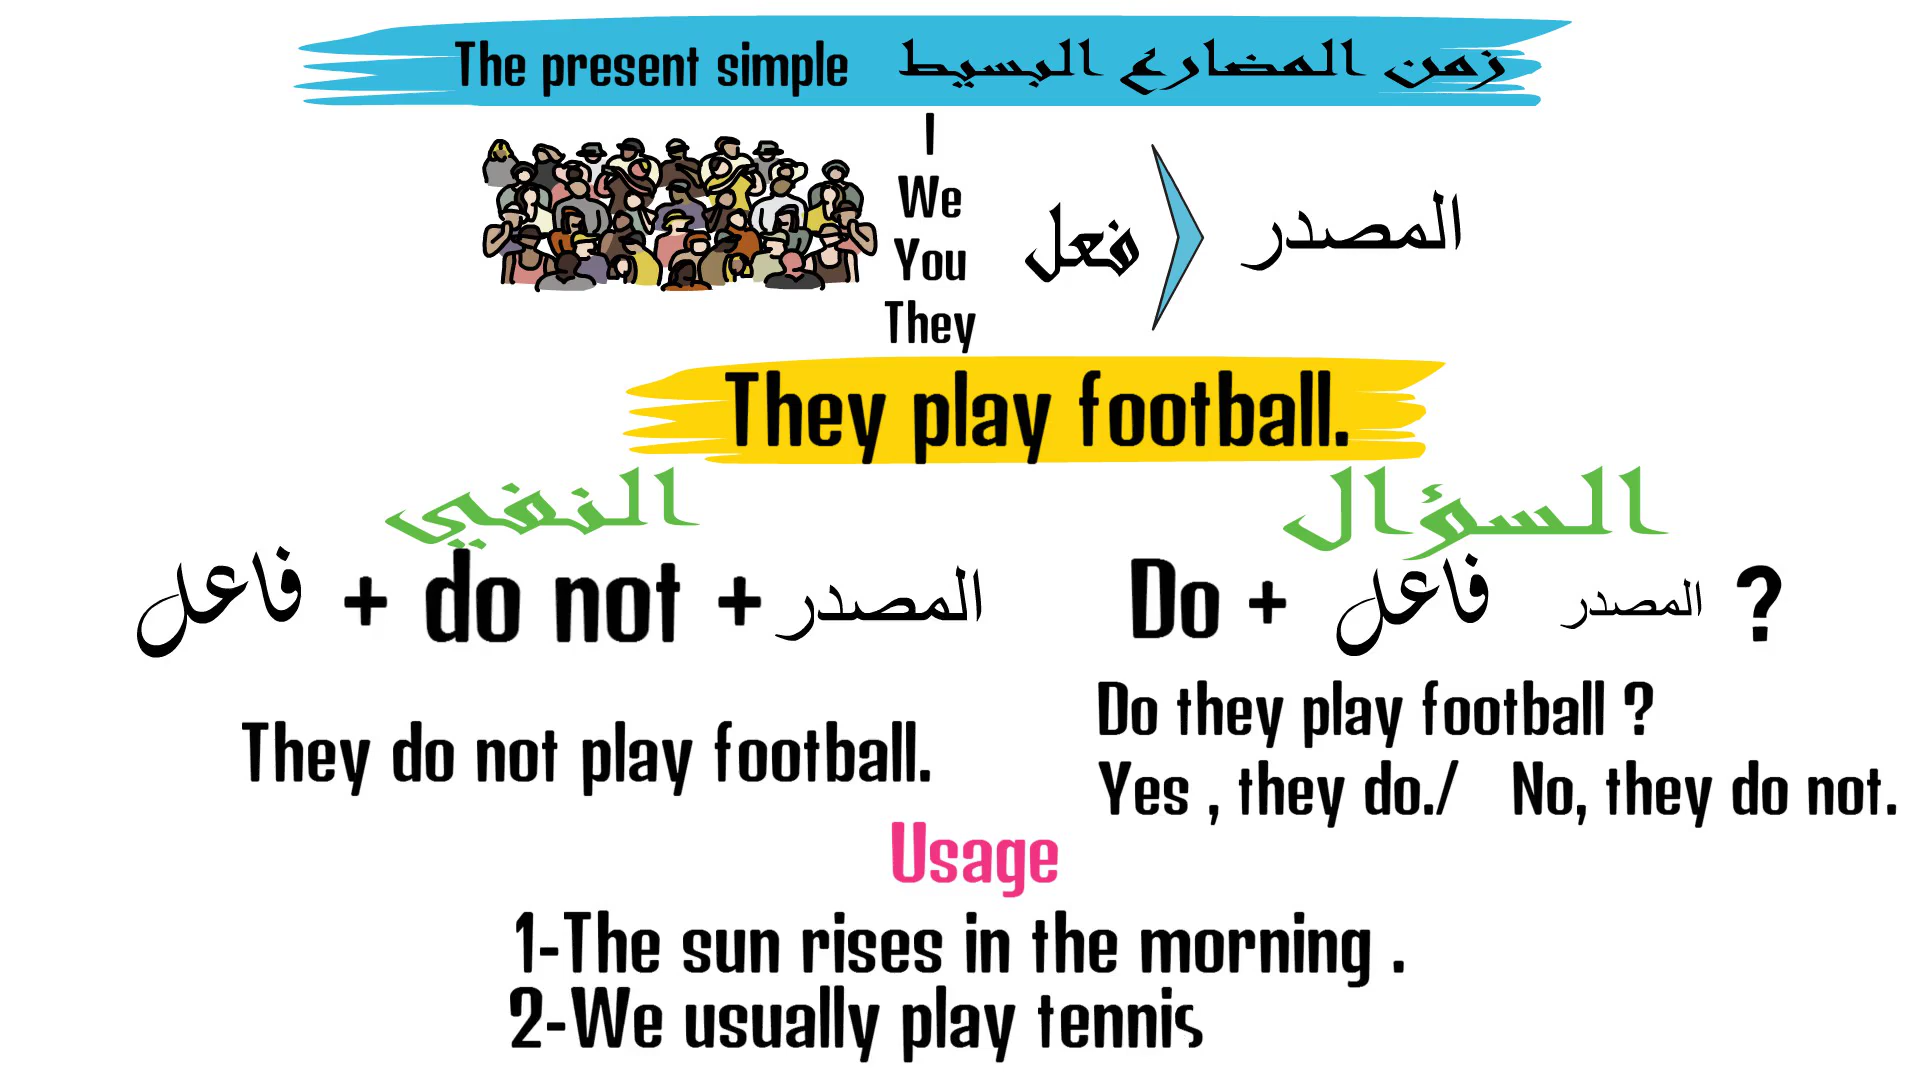 The present simple زمن المضارع البسيط
I
We
You
They
فعل المصدر
They play football.
النفي
فاعل + do not + المصدر
They do not play football.
السؤال
Do + فاعل المصدر ?
Do they play football ?
Yes , they do./ No, they do not.
Usage
1-The sun rises in the morning .
2-We usually play tennis